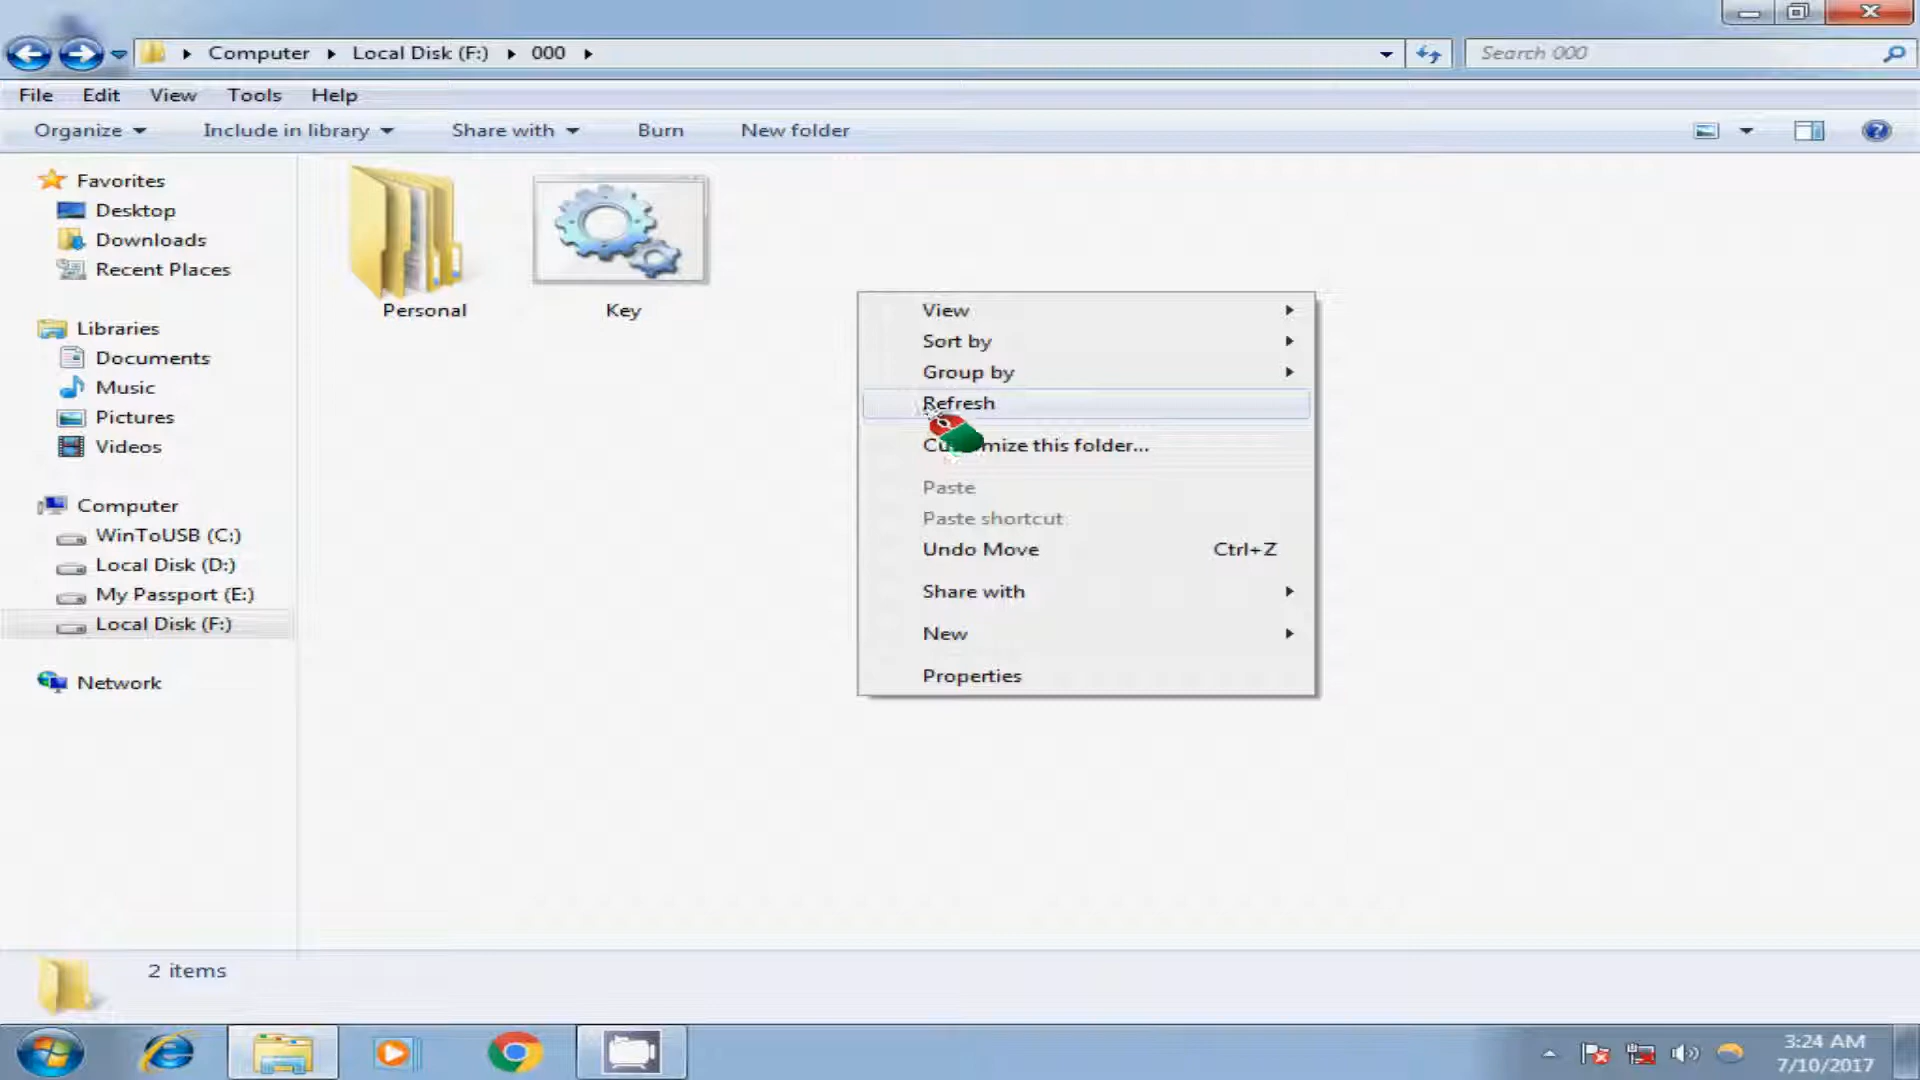 Computer Local Disk (F:) 000
Search 000
File Edit View Tools Help
Organize Include in library Share with Burn New folder
Favorites
Desktop
Downloads
Recent Places
Libraries
Documents
Music
Pictures
Videos
Computer
WinToUSB (C:)
Local Disk (D:)
My Passport (E:)
Local Disk (F:)
Network
Personal
Key
View
Sort by
Group by
Refresh
this folder...
Paste
Paste shortcut
Undo Move Ctrl+Z
Share with
New
Properties
2 items
3:24 AM
7/10/2017